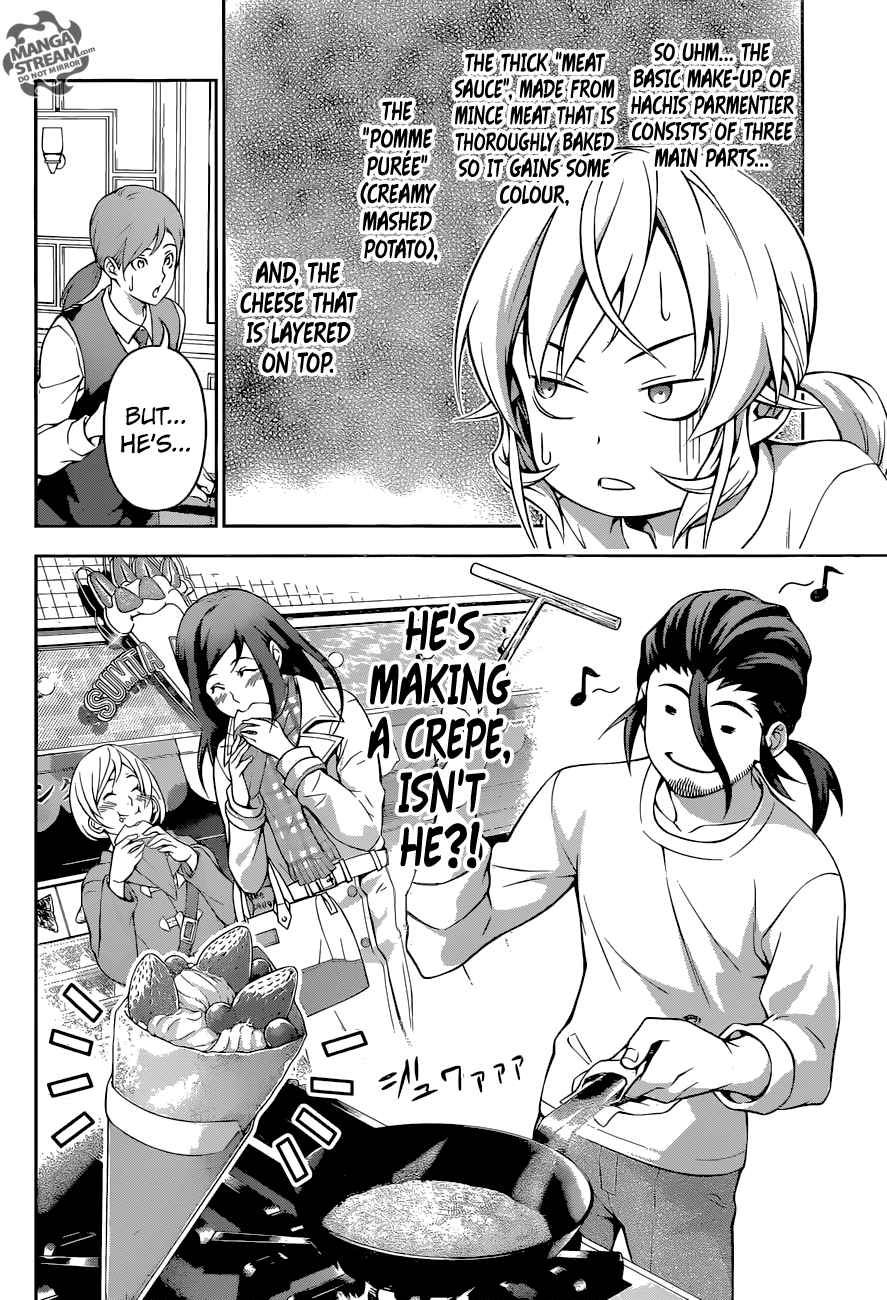 MANGA
STREAM.com
DO NOT MIRROR
SO UHM... THE
BASIC MAKE-UP OF
HACHIS PARMENTIER
CONSISTS OF THREE
MAIN PARTS...
THE THICK "MEAT
SAUCE", MADE FROM
MINCE MEAT THAT IS
THOROUGHLY BAKED
SO IT GAINS SOME
COLOUR,
THE
"POMME
PURÉE"
(CREAMY
MASHED
POTATO),
AND, THE
CHEESE THAT
IS LAYERED
ON TOP.
BUT...
HE'S...
HE'S
MAKING
A CREPE,
ISN'T
HE?!
ジュワァァァ